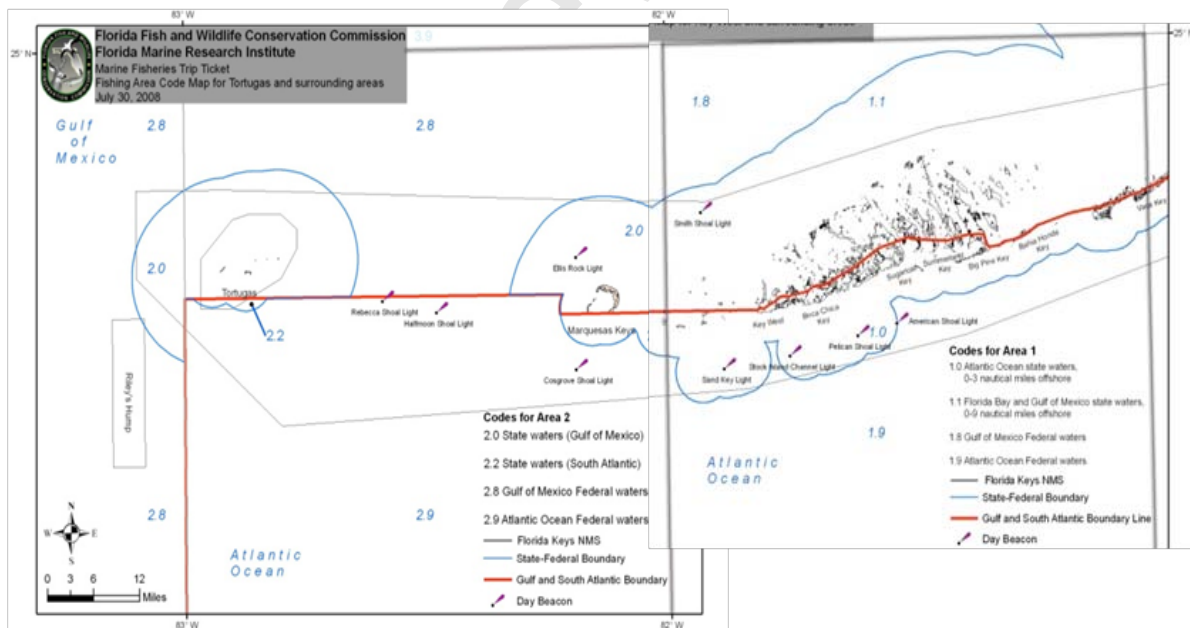 83° W
82° W
25° N
25° N
Florida Fish and Wildlife Conservation Commission
Florida Marine Research Institute
Marine Fisheries Trip Ticket
Fishing Area Code Map for Tortugas and surrounding areas
July 30, 2008
3.9
Gulf
of
Mexico
2.8
2.8
1.8
1.1
Smith Shoal Light
2.0
Ellis Rock Light
2.0
Tortugas
Rebecca Shoal Light
Halfmoon Shoal Light
2.2
Marquesas Keys
Cosgrove Shoal Light
Key West
Boca Chica
Key
Sugarloaf
Key
Summerland
Key
Big Pine Key
Bahia Honda
Key
Vaca Key
American Shoal Light
1.0
Pelican Shoal Light
Stock Island Channel Light
Sand Key Light
Riley's Hump
1.9
Atlantic
Ocean
Codes for Area 1
1.0 Atlantic Ocean state waters,
0-3 nautical miles offshore
1.1 Florida Bay and Gulf of Mexico state waters,
0-9 nautical miles offshore
1.8 Gulf of Mexico Federal waters
1.9 Atlantic Ocean Federal waters
Florida Keys NMS
State-Federal Boundary
Gulf and South Atlantic Boundary Line
Day Beacon
Codes for Area 2
2.0 State waters (Gulf of Mexico)
2.2 State waters (South Atlantic)
2.8 Gulf of Mexico Federal waters
2.9 Atlantic Ocean Federal waters
Florida Keys NMS
State-Federal Boundary
Gulf and South Atlantic Boundary
Day Beacon
2.8
2.9
Atlantic
Ocean
N
W
E
S
0 3 6 12
Miles
83° W
82° W